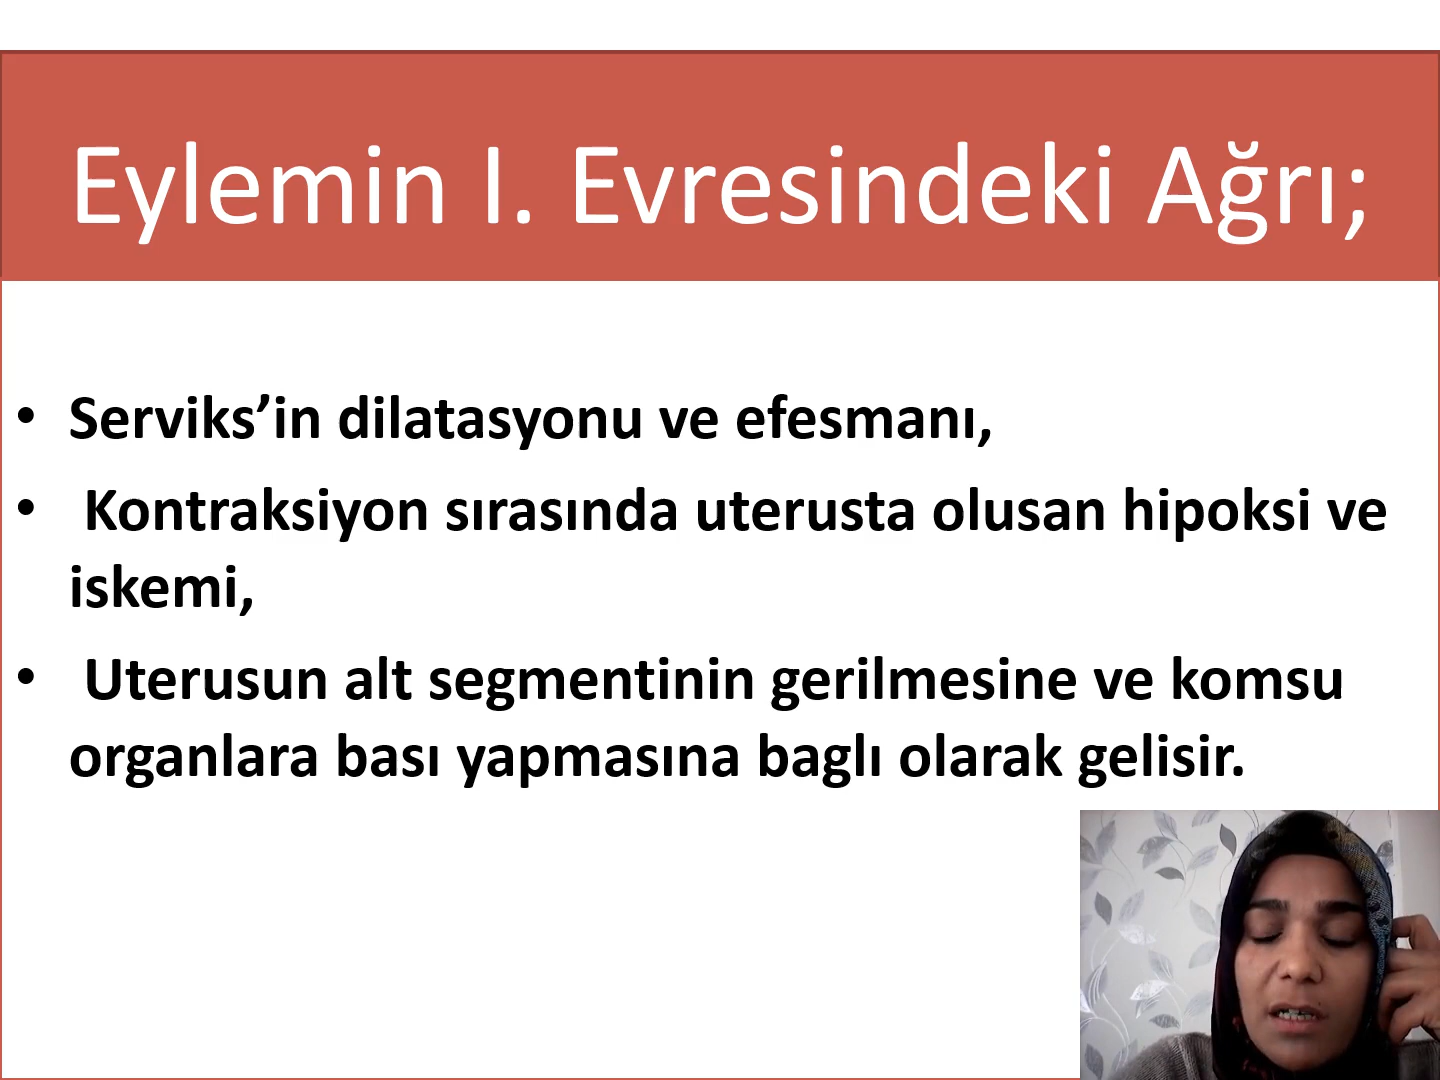 Eylemin I. Evresindeki Ağrı;
• Serviks’in dilatasyonu ve efesmanı,
• Kontraksiyon sırasında uterusta olusan hipoksi ve
iskemi,
• Uterusun alt segmentinin gerilmesine ve komsu
organlara bası yapmasına baglı olarak gelisir.